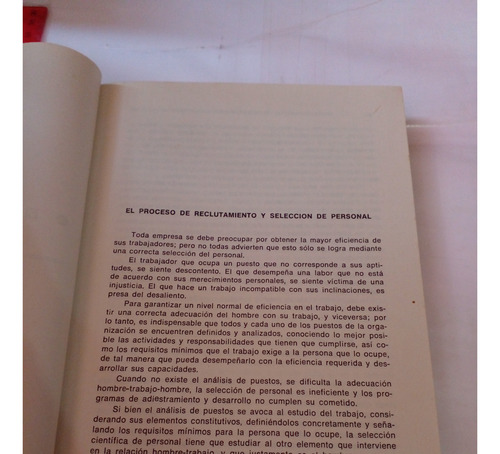 EL PROCESO DE RECLUTAMIENTO Y SELECCION DE PERSONAL
Toda empresa se debe preocupar por obtener la mayor eficiencia de
sus trabajadores; pero no todas advierten que esto sólo se logra mediante
una correcta selección del personal.
El trabajador que ocupa un puesto que no corresponde a sus apti-
tudes, se siente descontento. El que desempeña una labor que no está
de acuerdo con sus merecimientos personales, se siente víctima de una
injusticia, El que hace un trabajo incompatible con sus inclinaciones, es
presa del desaliento.
Para garantizar un nivel normal de eficiencia en el trabajo, debe exis-
tir una correcta adecuación del hombre con su trabajo, y viceversa; por
lo tanto, es indispensable que todos y cada uno de los puestos de la orga-
nización se encuentren definidos y analizados, conociendo lo mejor posi-
ble las actividades y responsabilidades que tienen que cumplirse, así co-
mo los requisitos mínimos que el trabajo exige a la persona que lo ocupe,
de tal manera que pueda desempeñarlo con la eficiencia requerida y des-
arrollar sus capacidades.
Cuando no existe el análisis de puestos, se dificulta la adecuación
hombre-trabajo-hombre, la selección de personal es ineficiente y los pro-
gramas de adiestramiento y desarrollo no cumplen su cometido.
Si bien el análisis de puestos se avoca al estudio del trabajo, consi-
derando sus elementos constitutivos, definiéndolos concretamente y seña-
lando los requisitos mínimos para la persona que lo ocupe, la selección
científica de personal tiene que estudiar al otro elemento que interviene
en la relación hombre-trabajo, y que justamente es el